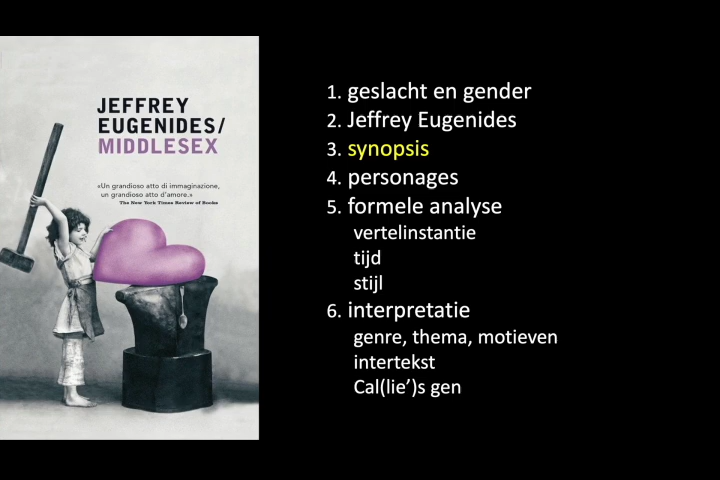 JEFFREY
EUGENIDES/
MIDDLESEX
«Un grandioso atto di immaginazione,
un grandioso atto d'amore.»
The New York Times Review of Books
1. geslacht en gender
2. Jeffrey Eugenides
3. synopsis
4. personages
5. formele analyse
vertelinstantie
tijd
stijl
6. interpretatie
genre, thema, motieven
intertekst
Cal(lie’)s gen